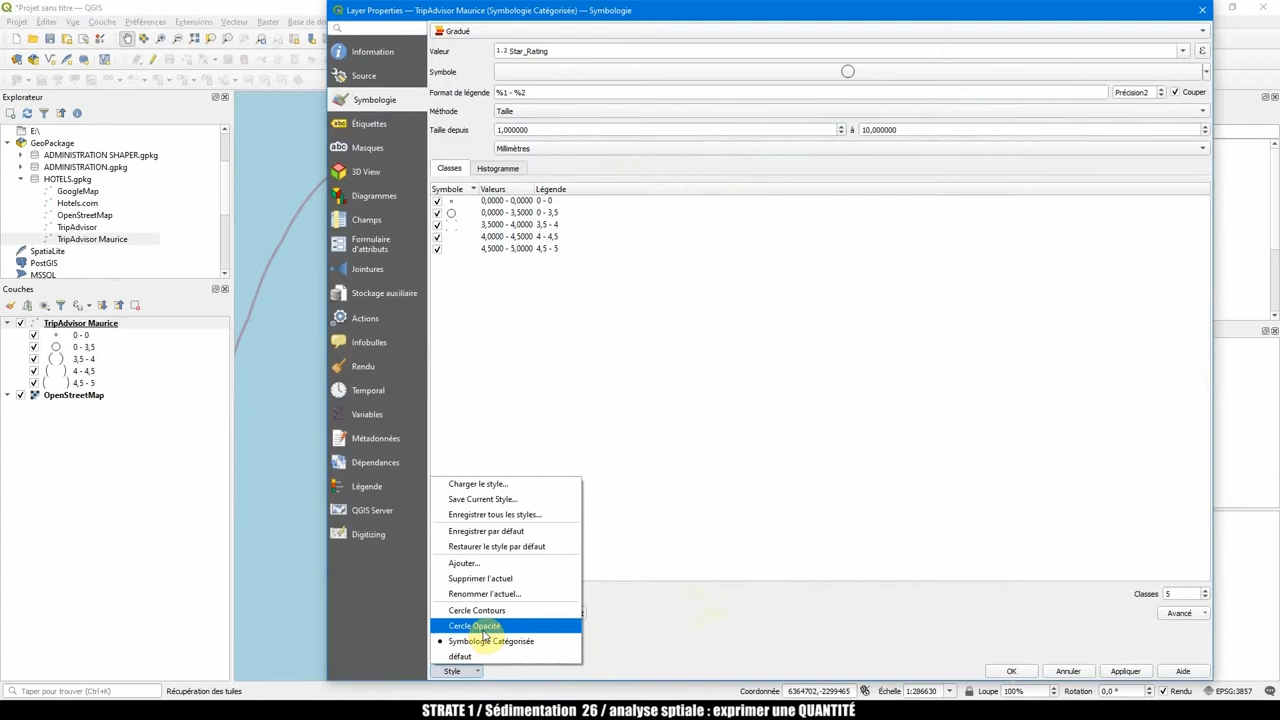 *Projet sans titre — QGIS
Layer Properties — TripAdvisor Maurice (Symbologie Catégorisée) — Symbologie
Projet Éditer Vue Couche Préférences Extensions Vecteur Raster Base de
Gradué
Information
Valeur 1.2 Star_Rating
Source
Symbole
Symbologie
Format de légende %1 - %2 Précision2 Couper
Explorateur
Méthode Taille
Étiquettes
Taille depuis 1,000000 à 10,000000
E:\
GeoPackage
Masques
Millimètres
ADMINISTRATION SHAPER.gpkg
ADMINISTRATION.gpkg
3D View
Classes Histogramme
HOTELS.gpkg
GoogleMap
Diagrammes
Symbole Valeurs Légende
Hotels.com
0,0000 - 0,0000 0 - 0
OpenStreetMap
Champs
0,0000 - 3,5000 0 - 3,5
TripAdvisor
3,5000 - 4,0000 3,5 - 4
TripAdvisor Maurice
Formulaire d'attributs
4,0000 - 4,5000 4 - 4,5
SpatiaLite
4,5000 - 5,0000 4,5 - 5
PostGIS
Jointures
MSSQL
Couches
Stockage auxiliaire
TripAdvisor Maurice
Actions
0 - 0
0 - 3,5
Infobulles
3,5 - 4
4 - 4,5
Rendu
4,5 - 5
Temporal
OpenStreetMap
Variables
Métadonnées
Dépendances
Légende
QGIS Server
Digitizing
Charger le style...
Save Current Style...
Enregistrer tous les styles...
Enregistrer par défaut
Restaurer le style par défaut
Ajouter...
Supprimer l'actuel
Renommer l'actuel...
Cercle Contours
Cercle Opacité
Symbologie Catégorisée
défaut
Classes 5
Avancé
Style OK Annuler Appliquer Aide
Taper pour trouver (Ctrl+K) Récupération des tuiles Coordonnée 6364702,-2299465 Échelle 1:286630 Loupe 100% Rotation 0,0 ° Rendu EPSG:3857
STRATE 1 / Sédimentation 26 / analyse sptiale : exprimer une QUANTITÉ